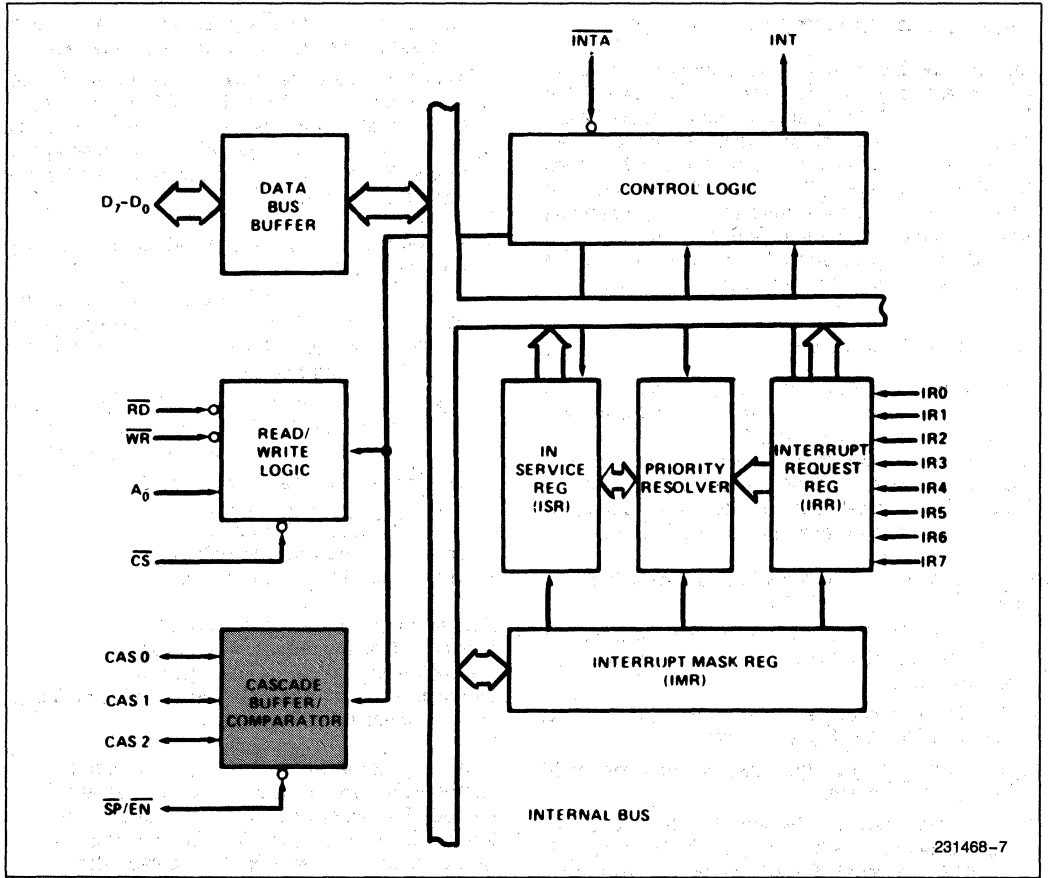 INTA
INT
DATA
BUS
BUFFER
D7-D0
CONTROL LOGIC
RD
WR
A0
CS
READ/
WRITE
LOGIC
IN
SERVICE
REG
(ISR)
PRIORITY
RESOLVER
INTERRUPT
REQUEST
REG
(IRR)
IR0
IR1
IR2
IR3
IR4
IR5
IR6
IR7
CAS 0
CAS 1
CAS 2
SP/EN
CASCADE
BUFFER/
COMPARATOR
INTERRUPT MASK REG
(IMR)
INTERNAL BUS
231468-7